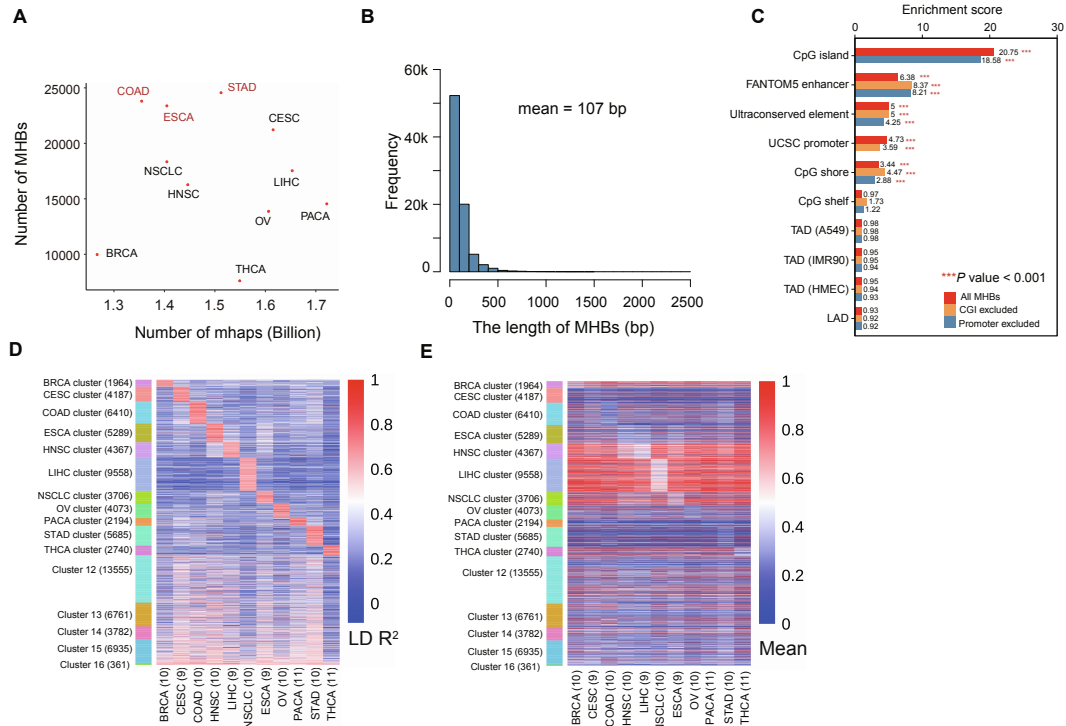 A
Number of MHBs
25000
20000
15000
10000
COAD
STAD
ESCA
CESC
NSCLC
HNSC
LIHC
OV
PACA
BRCA
THCA
1.3 1.4 1.5 1.6 1.7
Number of mhaps (Billion)
B
Frequency
60k
40k
20k
0
mean = 107 bp
0 500 1000 1500 2000 2500
The length of MHBs (bp)
C
Enrichment score
0 10 20 30
CpG island
20.75 ***
18.58 ***
FANTOM5 enhancer
6.38 ***
8.37 ***
8.21 ***
Ultraconserved element
5 ***
5 ***
4.25 ***
UCSC promoter
4.73 ***
3.59 ***
CpG shore
3.44 ***
4.47 ***
2.88 ***
CpG shelf
0.97
1.73
1.22
TAD (A549)
0.98
0.98
0.98
TAD (IMR90)
0.95
0.95
0.94
TAD (HMEC)
0.95
0.94
0.93
LAD
0.93
0.92
0.92
***P value < 0.001
All MHBs
CGI excluded
Promoter excluded
D
BRCA cluster (1964)
CESC cluster (4187)
COAD cluster (6410)
ESCA cluster (5289)
HNSC cluster (4367)
LIHC cluster (9558)
NSCLC cluster (3706)
OV cluster (4073)
PACA cluster (2194)
STAD cluster (5685)
THCA cluster (2740)
Cluster 12 (13555)
Cluster 13 (6761)
Cluster 14 (3782)
Cluster 15 (6935)
Cluster 16 (361)
BRCA (10)
CESC (9)
COAD (10)
HNSC (10)
LIHC (9)
NSCLC (10)
ESCA (9)
OV (10)
PACA (11)
STAD (10)
THCA (11)
1
0.8
0.6
0.4
0.2
0
LD R²
E
BRCA cluster (1964)
CESC cluster (4187)
COAD cluster (6410)
ESCA cluster (5289)
HNSC cluster (4367)
LIHC cluster (9558)
NSCLC cluster (3706)
OV cluster (4073)
PACA cluster (2194)
STAD cluster (5685)
THCA cluster (2740)
Cluster 12 (13555)
Cluster 13 (6761)
Cluster 14 (3782)
Cluster 15 (6935)
Cluster 16 (361)
BRCA (10)
CESC (9)
COAD (10)
HNSC (10)
LIHC (9)
NSCLC (10)
ESCA (9)
OV (10)
PACA (11)
STAD (10)
THCA (11)
1
0.8
0.6
0.4
0.2
0
Mean